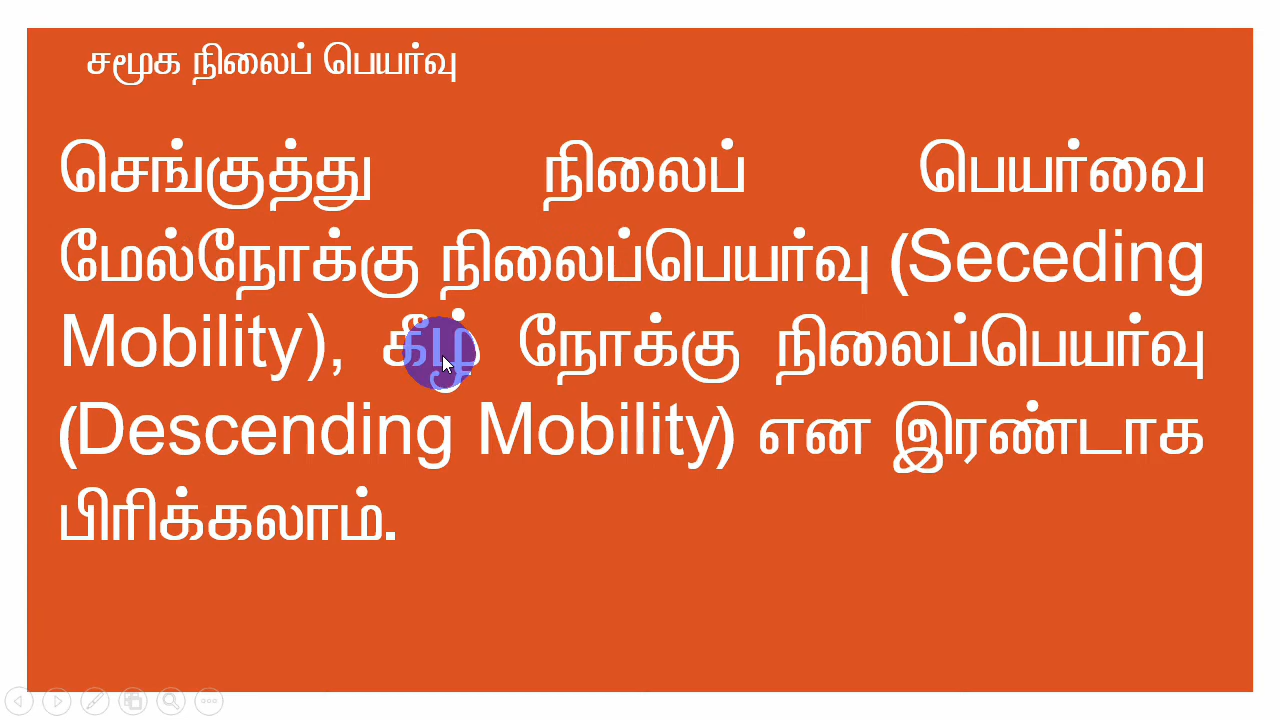 சமூக நிலைப் பெயர்வு
செங்குத்து நிலைப் பெயர்வை
மேல்நோக்கு நிலைப்பெயர்வு (Seceding
Mobility), கீழ் நோக்கு நிலைப்பெயர்வு
(Descending Mobility) என இரண்டாக
பிரிக்கலாம்.